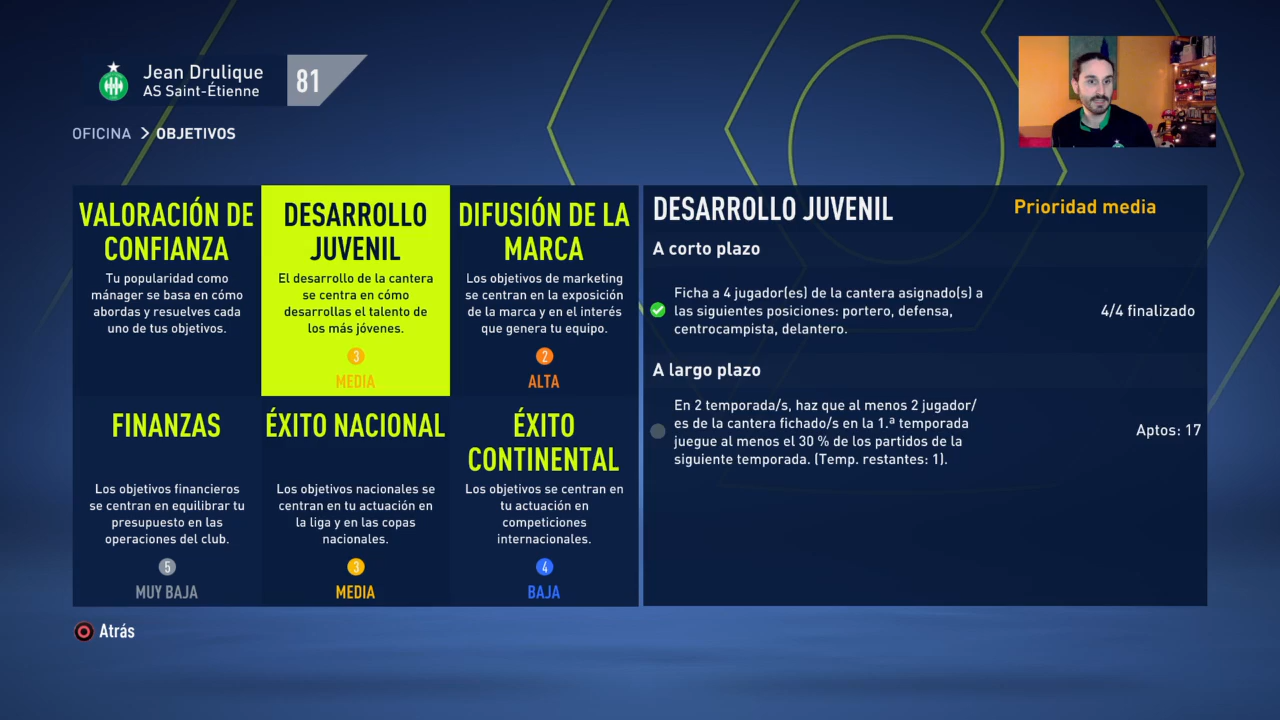 Jean Drulique
AS Saint-Étienne
81
OFICINA > OBJETIVOS
VALORACIÓN DE
CONFIANZA
Tu popularidad como
mánager se basa en cómo
abordas y resuelves cada
uno de tus objetivos.
DESARROLLO
JUVENIL
El desarrollo de la cantera
se centra en cómo
desarrollas el talento de
los más jóvenes.
3
MEDIA
DIFUSIÓN DE LA
MARCA
Los objetivos de marketing
se centran en la exposición
de la marca y en el interés
que genera tu equipo.
2
ALTA
FINANZAS
Los objetivos financieros
se centran en equilibrar tu
presupuesto en las
operaciones del club.
5
MUY BAJA
ÉXITO NACIONAL
Los objetivos nacionales se
centran en tu actuación en
la liga y en las copas
nacionales.
3
MEDIA
ÉXITO
CONTINENTAL
Los objetivos se centran en
tu actuación en
competiciones
internacionales.
4
BAJA
DESARROLLO JUVENIL
Prioridad media
A corto plazo
Ficha a 4 jugador(es) de la cantera asignado(s) a
las siguientes posiciones: portero, defensa,
centrocampista, delantero.
4/4 finalizado
A largo plazo
En 2 temporada/s, haz que al menos 2 jugador/
es de la cantera fichado/s en la 1.ª temporada
juegue al menos el 30 % de los partidos de la
siguiente temporada. (Temp. restantes: 1).
Aptos: 17
Atrás